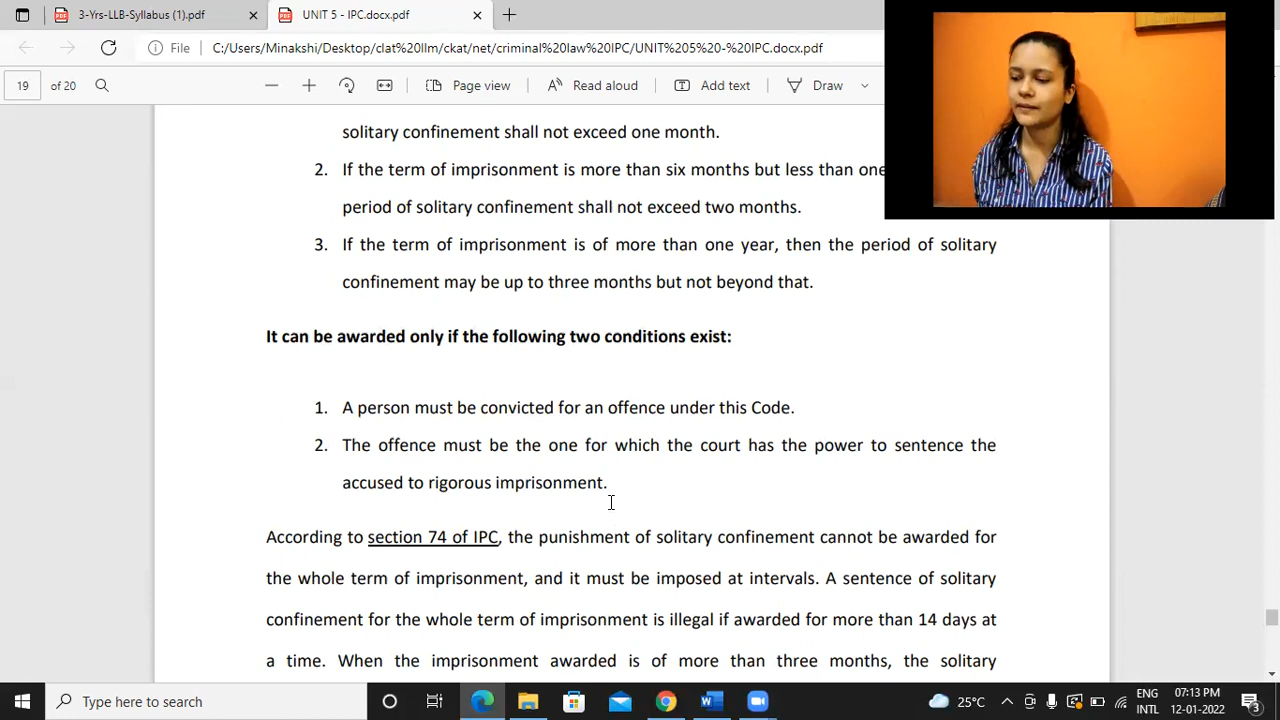 3-Yrs-LLB-Syllabus (1).pdf
UNIT 5 - IPC.docx.pdf
File
C:/Users/Minakshi/Desktop/clat%20llm/ckat/net/criminal%20law%20IPC/UNIT%205%20-%20IPC.docx.pdf
19 of 20
Page view
Read aloud
Add text
Draw
solitary confinement shall not exceed one month.
2. If the term of imprisonment is more than six months but less than one
period of solitary confinement shall not exceed two months.
3. If the term of imprisonment is of more than one year, then the period of solitary
confinement may be up to three months but not beyond that.
It can be awarded only if the following two conditions exist:
1. A person must be convicted for an offence under this Code.
2. The offence must be the one for which the court has the power to sentence the
accused to rigorous imprisonment.
According to section 74 of IPC, the punishment of solitary confinement cannot be awarded for
the whole term of imprisonment, and it must be imposed at intervals. A sentence of solitary
confinement for the whole term of imprisonment is illegal if awarded for more than 14 days at
a time. When the imprisonment awarded is of more than three months, the solitary
Type here to search
25°C
ENG
INTL
07:13 PM
12-01-2022
3